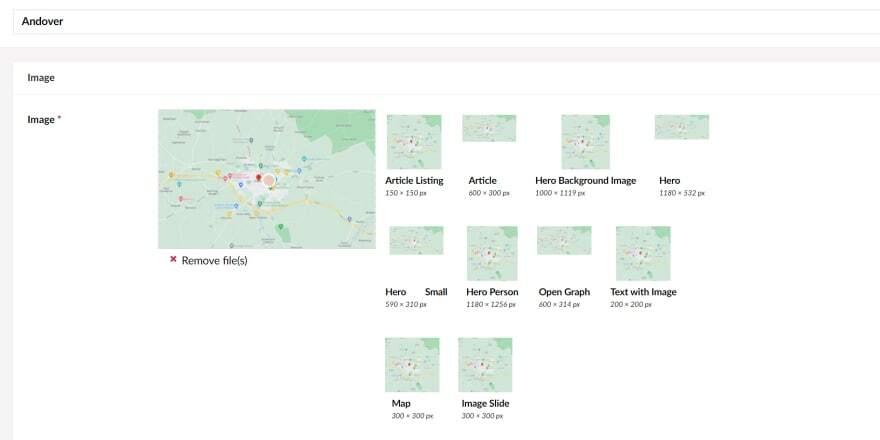 Andover
Image
Image *
Article Listing
150 × 150 px
Article
600 × 300 px
Hero Background Image
1000 × 1119 px
Hero
1180 × 532 px
Remove file(s)
Hero Small
590 × 310 px
Hero Person
1180 × 1256 px
Open Graph
600 × 314 px
Text with Image
200 × 200 px
Map
300 × 300 px
Image Slide
300 × 300 px